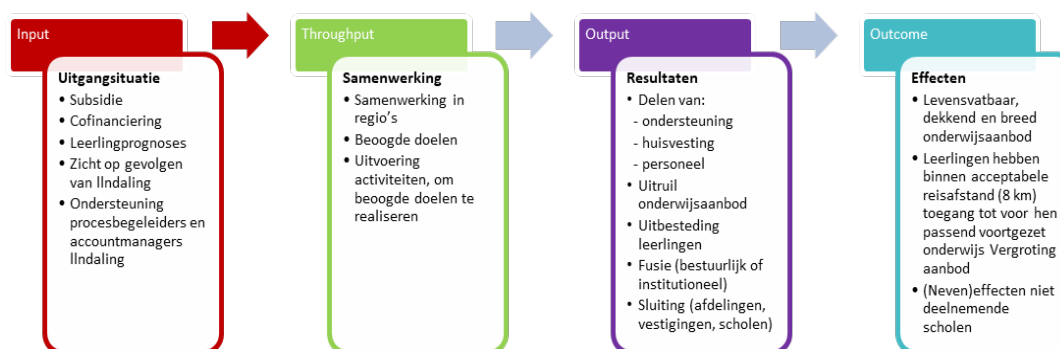 Input
Uitgangsituatie
• Subsidie
• Cofinanciering
• Leerlingprognoses
• Zicht op gevolgen
van llndaling
• Ondersteuning
procesbegeleiders en
accountmanagers
llndaling
Throughput
Samenwerking
• Samenwerking in
regio's
• Beoogde doelen
• Uitvoering
activiteiten, om
beoogde doelen te
realiseren
Output
Resultaten
• Delen van:
- ondersteuning
- huisvesting
- personeel
• Uitruil
onderwijsaanbod
• Uitbesteding
leerlingen
• Fusie (bestuurlijk of
institutioneel)
• Sluiting (afdelingen,
vestigingen, scholen)
Outcome
Effecten
• Levensvatbaar,
dekkend en breed
onderwijsaanbod
• Leerlingen hebben
binnen acceptabele
reisafstand (8 km)
toegang tot voor hen
passend voortgezet
onderwijs Vergroting
aanbod
• (Neven)effecten niet
deelnemende
scholen